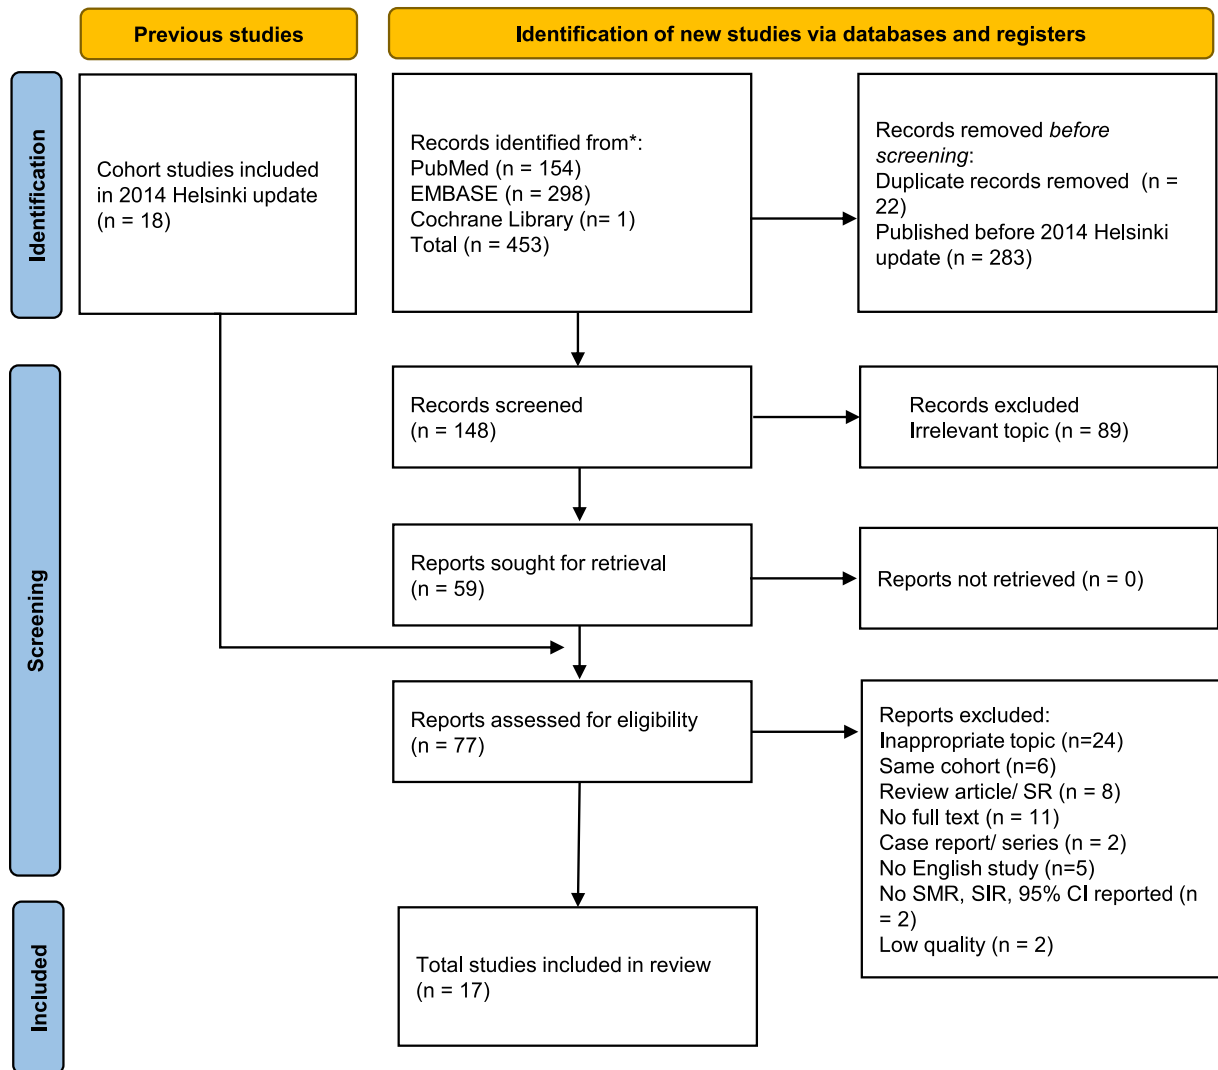 Previous studies
Identification of new studies via databases and registers
Identification
Cohort studies included
in 2014 Helsinki update
(n = 18)
Records identified from*:
PubMed (n = 154)
EMBASE (n = 298)
Cochrane Library (n= 1)
Total (n = 453)
Records removed before
screening:
Duplicate records removed (n =
22)
Published before 2014 Helsinki
update (n = 283)
Screening
Records screened
(n = 148)
Records excluded
Irrelevant topic (n = 89)
Reports sought for retrieval
(n = 59)
Reports not retrieved (n = 0)
Reports assessed for eligibility
(n = 77)
Reports excluded:
Inappropriate topic (n=24)
Same cohort (n=6)
Review article/ SR (n = 8)
No full text (n = 11)
Case report/ series (n = 2)
No English study (n=5)
No SMR, SIR, 95% CI reported (n
= 2)
Low quality (n = 2)
Included
Total studies included in review
(n = 17)